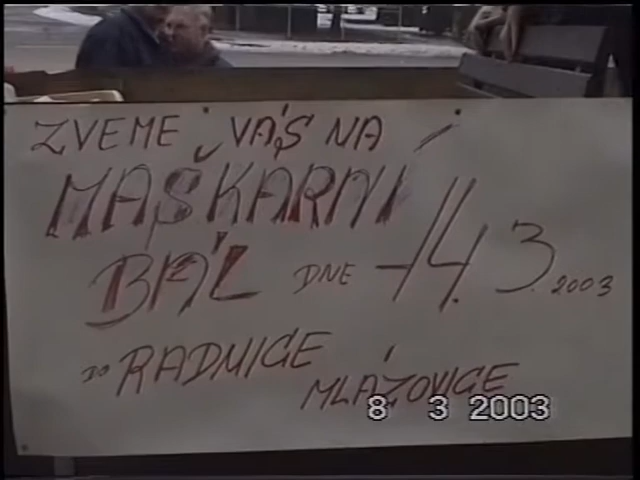 ZVEME VÁS NA
MAŠKARNÍ
BÁL DNE 14.3.2003
DO RADNICE
MLÁZOVICE
8 3 2003